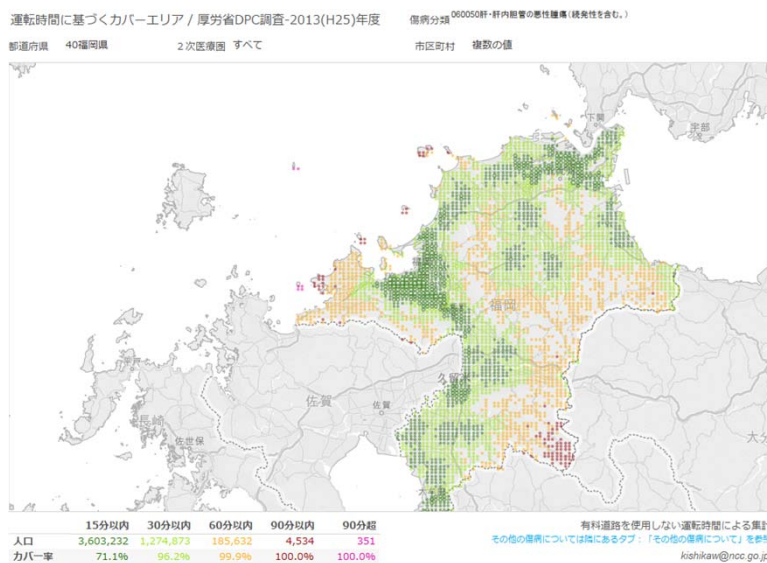 運転時間に基づくカバーエリア / 厚労省DPC調査-2013(H25)年度
傷病分類 060050肝・肝内胆管の悪性腫瘍(続発性を含む。)
都道府県 40福岡県 2次医療圏 すべて 市区町村 複数の値
下関
宇部
福岡
平戸
久留
佐賀
佐賀
長崎
佐世保
大分
15分以内 30分以内 60分以内 90分以内 90分超
人口 3,603,232 1,274,873 185,632 4,534 351
カバー率 71.1% 96.2% 99.9% 100.0% 100.0%
有料道路を使用しない運転時間による集計
その他の傷病については隣にあるタブ：「その他の傷病について」を参照
kishikaw@ncc.go.jp